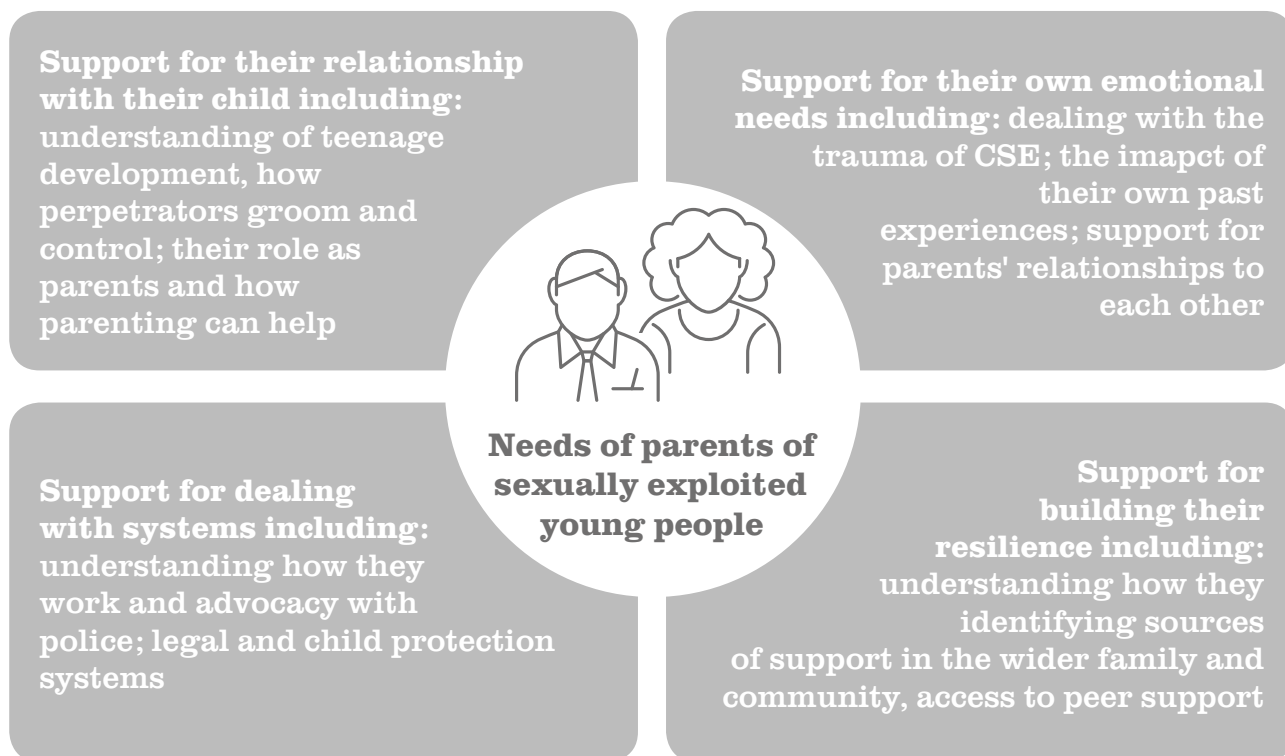 Support for their relationship
with their child including:
understanding of teenage
development, how
perpetrators groom and
control; their role as
parents and how
parenting can help
Support for their own emotional
needs including: dealing with the
trauma of CSE; the imapct of
their own past
experiences; support for
parents' relationships to
each other
Needs of parents of
sexually exploited
young people
Support for dealing
with systems including:
understanding how they
work and advocacy with
police; legal and child protection
systems
Support for
building their
resilience including:
understanding how they
identifying sources
of support in the wider family and
community, access to peer support